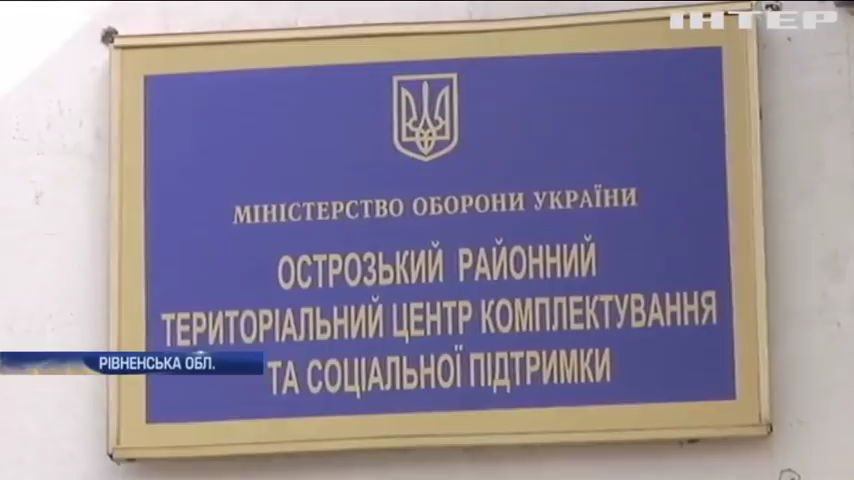 ІНТЕР
МІНІСТЕРСТВО ОБОРОНИ УКРАЇНИ
ОСТРОЗЬКИЙ РАЙОННИЙ
ТЕРИТОРІАЛЬНИЙ ЦЕНТР КОМПЛЕКТУВАННЯ
ТА СОЦІАЛЬНОЇ ПІДТРИМКИ
РІВНЕНСЬКА ОБЛ.